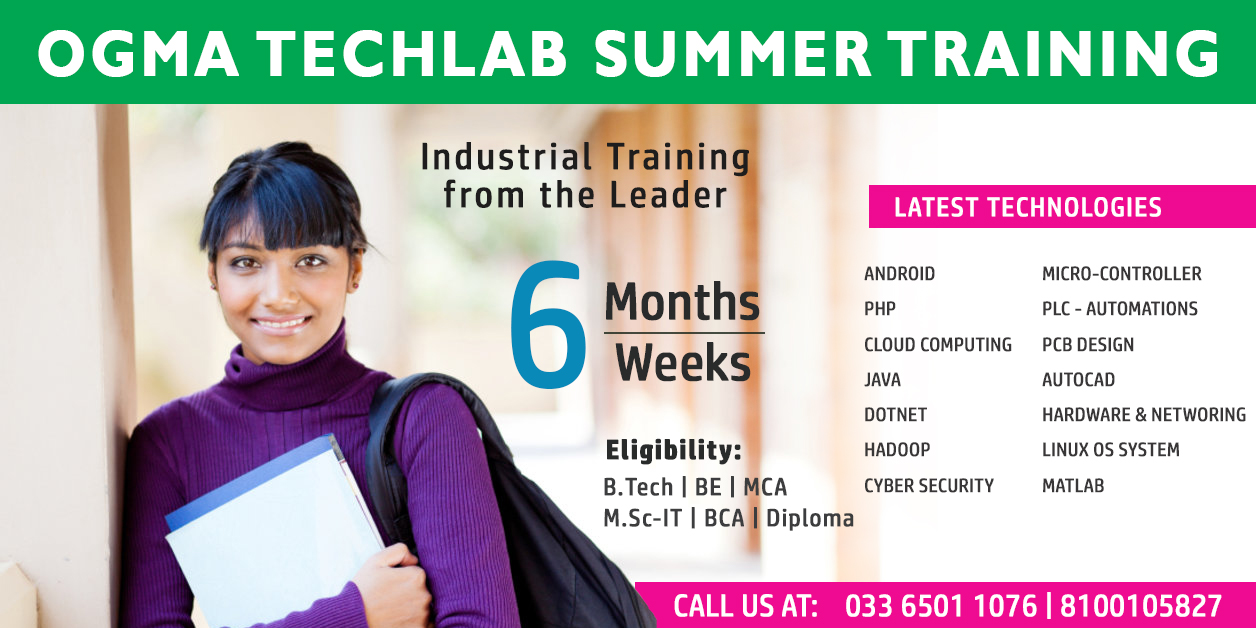 OGMA TECHLAB SUMMER TRAINING
Industrial Training
from the Leader
6 Months
Weeks
Eligibility:
B.Tech | BE | MCA
M.Sc-IT | BCA | Diploma
LATEST TECHNOLOGIES
ANDROID
PHP
CLOUD COMPUTING
JAVA
DOTNET
HADOOP
CYBER SECURITY
MICRO-CONTROLLER
PLC - AUTOMATIONS
PCB DESIGN
AUTOCAD
HARDWARE & NETWORING
LINUX OS SYSTEM
MATLAB
CALL US AT: 033 6501 1076 | 8100105827